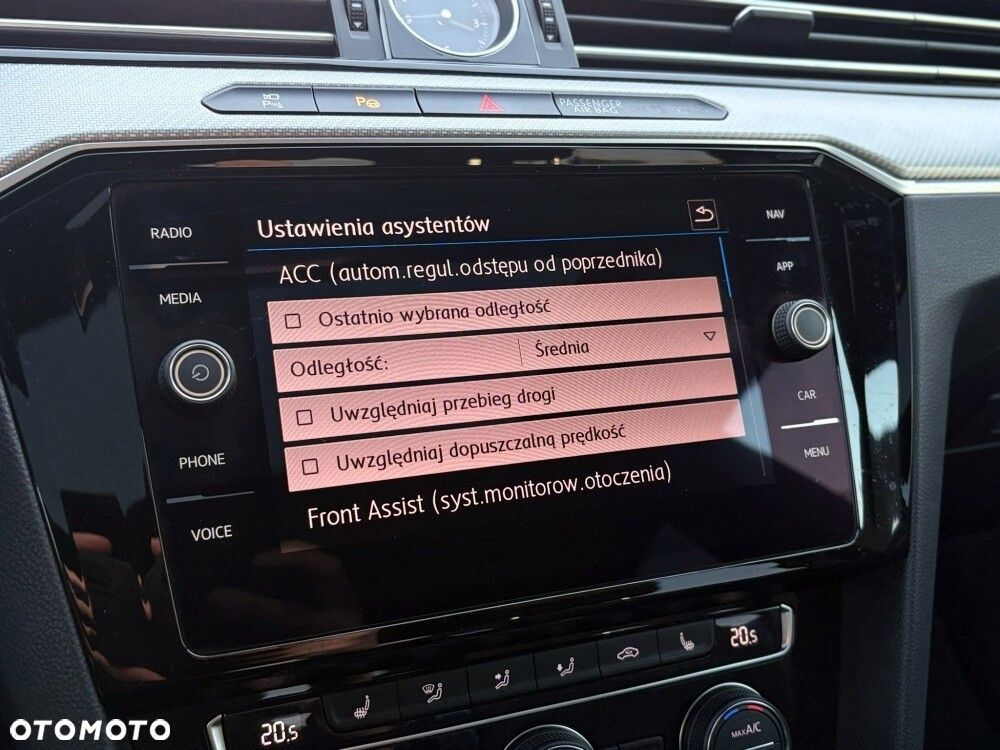 PASSENGER
AIR BAG
RADIO
MEDIA
PHONE
VOICE
Ustawienia asystentów
ACC (autom.regul.odstępu od poprzednika)
Ostatnio wybrana odległość
Odległość: Średnia
Uwzględniaj przebieg drogi
Uwzględniaj dopuszczalną prędkość
Front Assist (syst.monitorow.otoczenia)
NAV
APP
CAR
MENU
20.5
20.5
MAX A/C
OTOMOTO